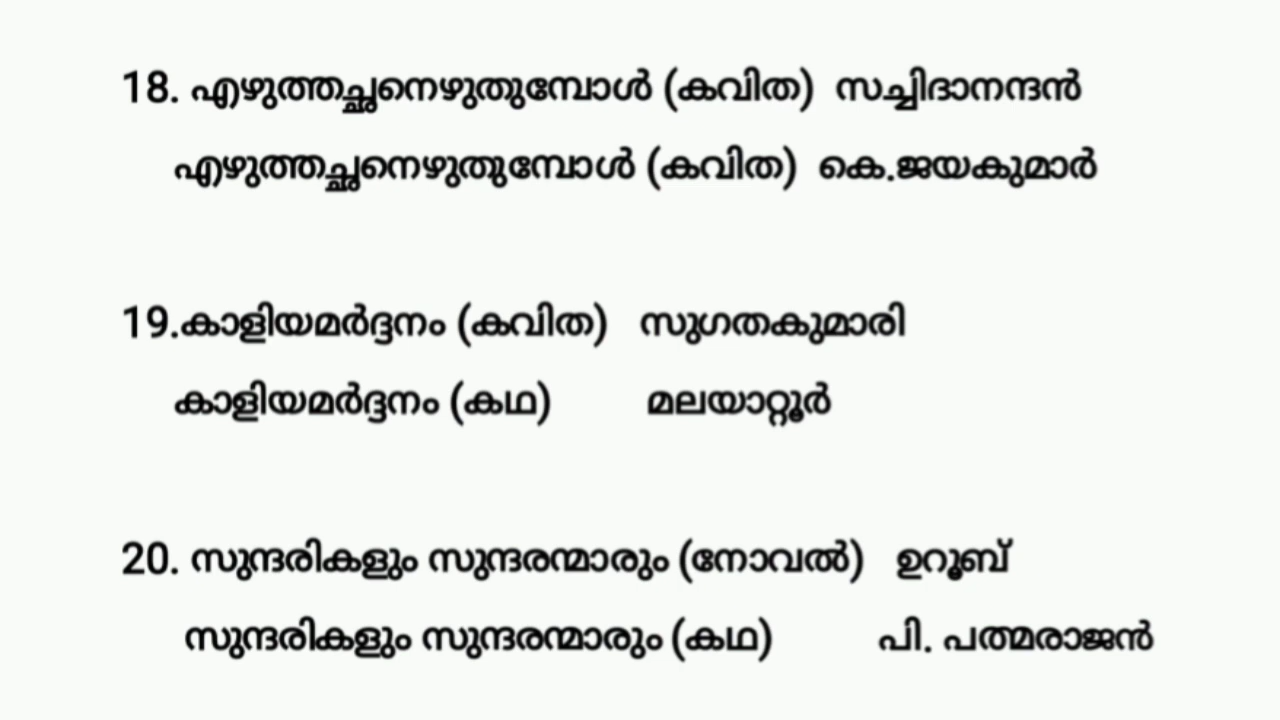 18. എഴുത്തച്ഛനെഴുതുമ്പോൾ (കവിത) സച്ചിദാനന്ദൻ
എഴുത്തച്ഛനെഴുതുമ്പോൾ (കവിത) കെ.ജയകുമാർ
19.കാളിയമർദ്ദനം (കവിത) സുഗതകുമാരി
കാളിയമർദ്ദനം (കഥ) മലയാറ്റൂർ
20. സുന്ദരികളും സുന്ദരന്മാരും (നോവൽ) ഉറൂബ്
സുന്ദരികളും സുന്ദരന്മാരും (കഥ) പി. പത്മരാജൻ